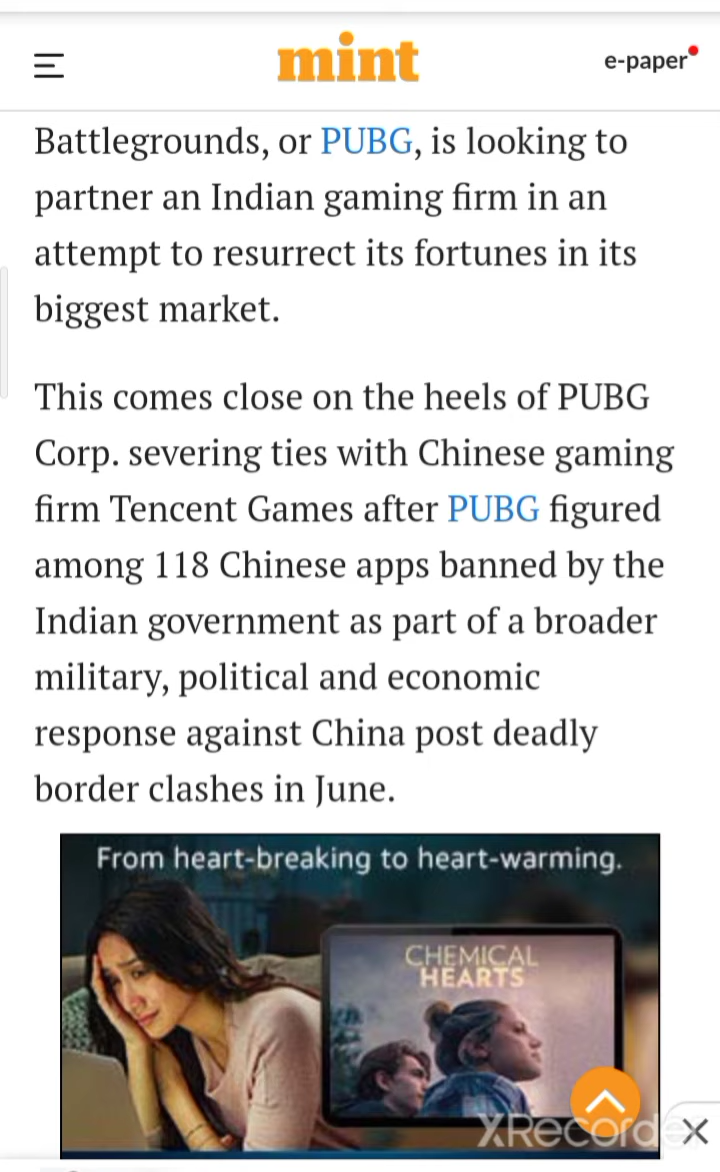 mint
e-paper
Battlegrounds, or PUBG, is looking to
partner an Indian gaming firm in an
attempt to resurrect its fortunes in its
biggest market.
This comes close on the heels of PUBG
Corp. severing ties with Chinese gaming
firm Tencent Games after PUBG figured
among 118 Chinese apps banned by the
Indian government as part of a broader
military, political and economic
response against China post deadly
border clashes in June.
From heart-breaking to heart-warming.
CHEMICAL
HEARTS
XRecorder